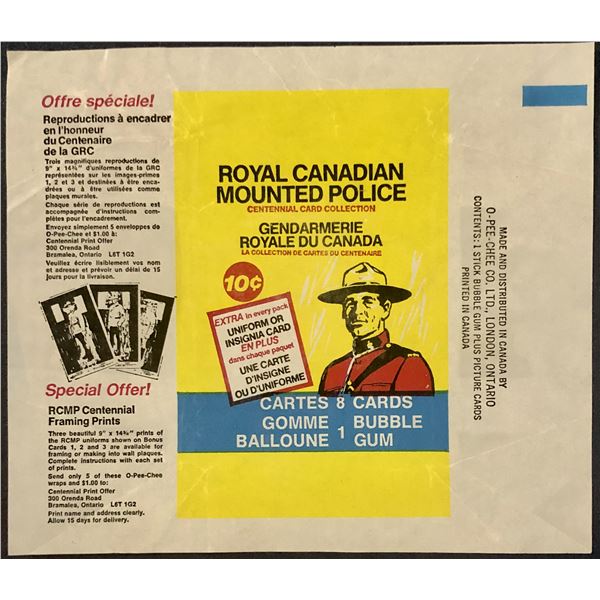 Offre spéciale!
Reproductions à encadrer
en l'honneur
du Centenaire
de la GRC
Trois magnifiques reproductions de
9" x 14¾" d'uniformes de la GRC
représentées sur les images-primes
1, 2 et 3 et destinées à être enca-
drées ou à être utilisées comme
plaques murales.
Chaque série de reproductions est
accompagnée d'instructions com-
plètes pour l'encadrement.
Envoyez simplement 5 enveloppes de
O-Pee-Chee et $1.00 à:
Centennial Print Offer
300 Orenda Road
Bramalea, Ontario L6T 1G2
Veuillez écrire lisiblement vos nom
et adresse et prévoir un délai de 15
jours pour la livraison.
Special Offer!
RCMP Centennial
Framing Prints
Three beautiful 9" x 14¾" prints of
the RCMP uniforms shown on Bonus
Cards 1, 2 and 3 are available for
framing or making into wall plaques.
Complete instructions with each set
of prints.
Send only 5 of these O-Pee-Chee
wraps and $1.00 to:
Centennial Print Offer
300 Orenda Road
Bramalea, Ontario L6T 1G2
Print name and address clearly.
Allow 15 days for delivery.
ROYAL CANADIAN
MOUNTED POLICE
CENTENNIAL CARD COLLECTION
GENDARMERIE
ROYALE DU CANADA
LA COLLECTION DE CARTES DU CENTENAIRE
10¢
EXTRA in every pack
UNIFORM OR
INSIGNIA CARD
EN PLUS
dans chaque paquet
UNE CARTE
D'INSIGNE
OU D'UNIFORME
CARTES 8 CARDS
GOMME BUBBLE
BALLOUNE 1 GUM
MADE AND DISTRIBUTED IN CANADA BY
O-PEE-CHEE CO. LTD., LONDON, ONTARIO
CONTENTS: 1 STICK BUBBLE GUM PLUS PICTURE CARDS
PRINTED IN CANADA